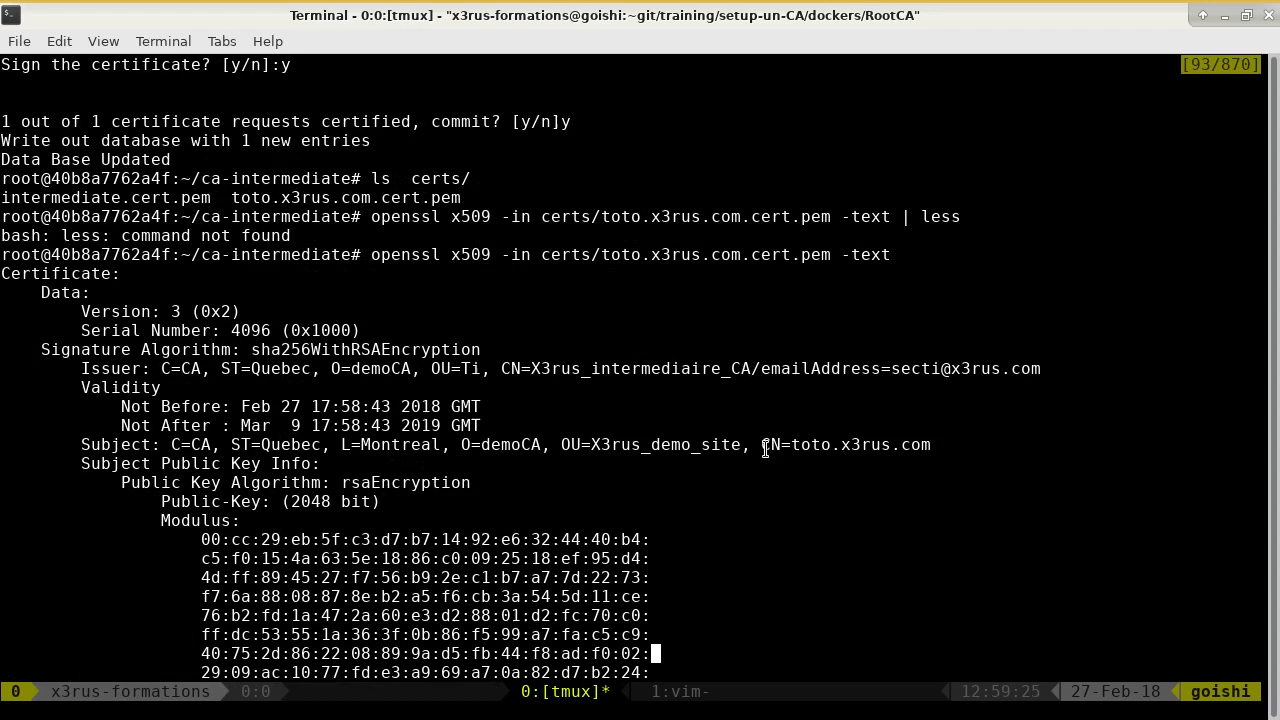 Terminal - 0:0:[tmux] - "x3rus-formations@goishi:~git/training/setup-un-CA/dockers/RootCA"
File Edit View Terminal Tabs Help
Sign the certificate? [y/n]:y [93/870]
1 out of 1 certificate requests certified, commit? [y/n]y
Write out database with 1 new entries
Data Base Updated
root@40b8a7762a4f:~/ca-intermediate# ls  certs/
intermediate.cert.pem  toto.x3rus.com.cert.pem
root@40b8a7762a4f:~/ca-intermediate# openssl x509 -in certs/toto.x3rus.com.cert.pem -text | less
bash: less: command not found
root@40b8a7762a4f:~/ca-intermediate# openssl x509 -in certs/toto.x3rus.com.cert.pem -text
Certificate:
    Data:
        Version: 3 (0x2)
        Serial Number: 4096 (0x1000)
    Signature Algorithm: sha256WithRSAEncryption
        Issuer: C=CA, ST=Quebec, O=demoCA, OU=Ti, CN=X3rus_intermediaire_CA/emailAddress=secti@x3rus.com
        Validity
            Not Before: Feb 27 17:58:43 2018 GMT
            Not After : Mar  9 17:58:43 2019 GMT
        Subject: C=CA, ST=Quebec, L=Montreal, O=demoCA, OU=X3rus_demo_site, CN=toto.x3rus.com
        Subject Public Key Info:
            Public Key Algorithm: rsaEncryption
                Public-Key: (2048 bit)
                Modulus:
                    00:cc:29:eb:5f:c3:d7:b7:14:92:e6:32:44:40:b4:
                    c5:f0:15:4a:63:5e:18:86:c0:09:25:18:ef:95:d4:
                    4d:ff:89:45:27:f7:56:b9:2e:c1:b7:a7:7d:22:73:
                    f7:6a:88:08:87:8e:b2:a5:f6:cb:3a:54:5d:11:ce:
                    76:b2:fd:1a:47:2a:60:e3:d2:88:01:d2:fc:70:c0:
                    ff:dc:53:55:1a:36:3f:0b:86:f5:99:a7:fa:c5:c9:
                    40:75:2d:86:22:08:89:9a:d5:fb:44:f8:ad:f0:02:
                    29:09:ac:10:77:fd:e3:a9:69:a7:0a:82:d7:b2:24:
0 x3rus-formations 0:0 0:[tmux]* 1:vim- 12:59:25 27-Feb-18 goishi